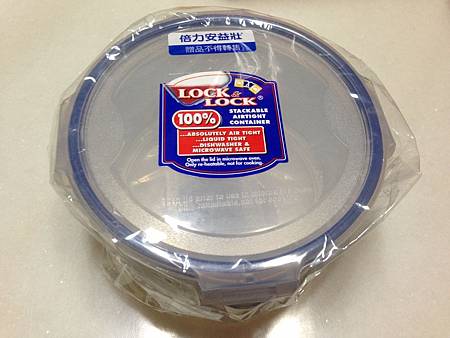 倍力安益壯
贈品不得轉售
LOCK &
LOCK®
100%
STACKABLE
AIRTIGHT
CONTAINER
...ABSOLUTELY AIR TIGHT
...LIQUID TIGHT
...DISHWASHER &
MICROWAVE SAFE
Open the lid in microwave oven.
Only re-heatable, not for cooking.